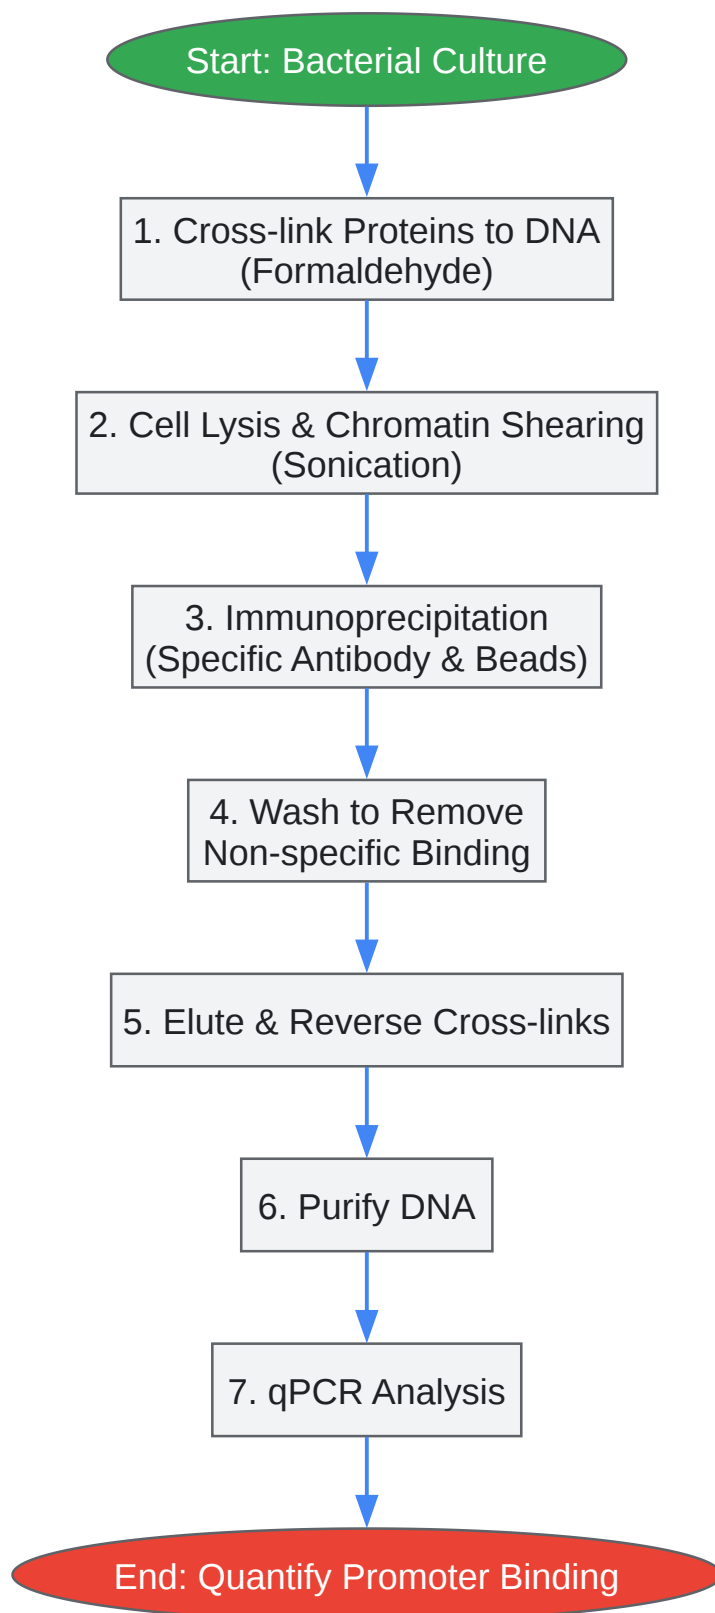 Start: Bacterial Culture
1. Cross-link Proteins to DNA
(Formaldehyde)
2. Cell Lysis & Chromatin Shearing
(Sonication)
3. Immunoprecipitation
(Specific Antibody & Beads)
4. Wash to Remove
Non-specific Binding
5. Elute & Reverse Cross-links
6. Purify DNA
7. qPCR Analysis
End: Quantify Promoter Binding